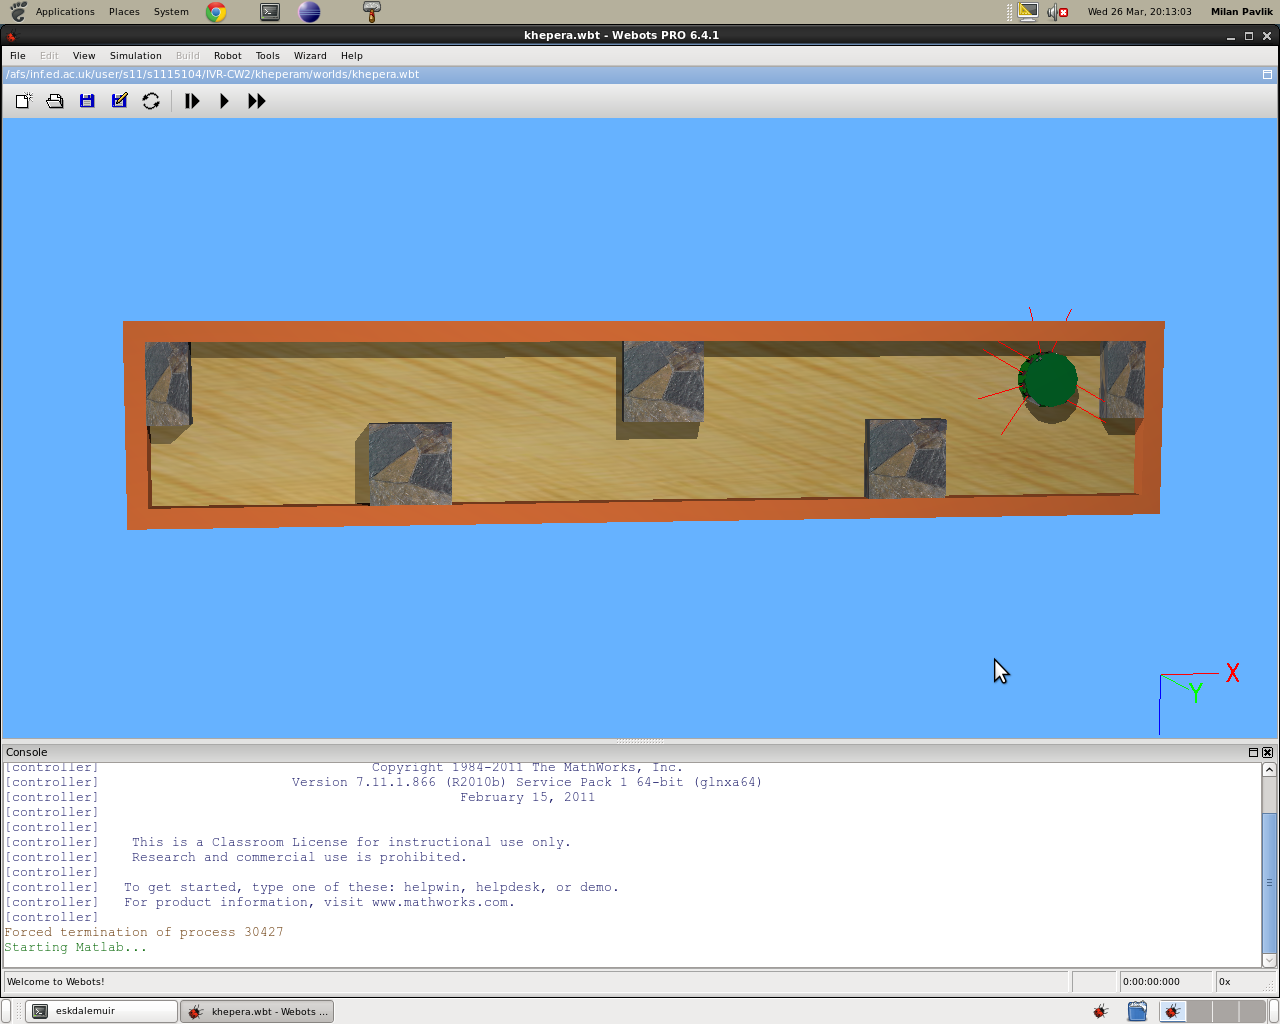 Applications Places System Wed 26 Mar, 20:13:03 Milan Pavlik
khepera.wbt - Webots PRO 6.4.1
File Edit View Simulation Build Robot Tools Wizard Help
/afs/inf.ed.ac.uk/user/s11/s1115104/IVR-CW2/kheperam/worlds/khepera.wbt
X
Y
Console
[controller] Copyright 1984-2011 The MathWorks, Inc.
[controller] Version 7.11.1.866 (R2010b) Service Pack 1 64-bit (glnxa64)
[controller] February 15, 2011
[controller]
[controller]
[controller] This is a Classroom License for instructional use only.
[controller] Research and commercial use is prohibited.
[controller]
[controller] To get started, type one of these: helpwin, helpdesk, or demo.
[controller] For product information, visit www.mathworks.com.
[controller]
Forced termination of process 30427
Starting Matlab...
Welcome to Webots! 0:00:00:000 0x
eskdalemuir khepera.wbt - Webots ...